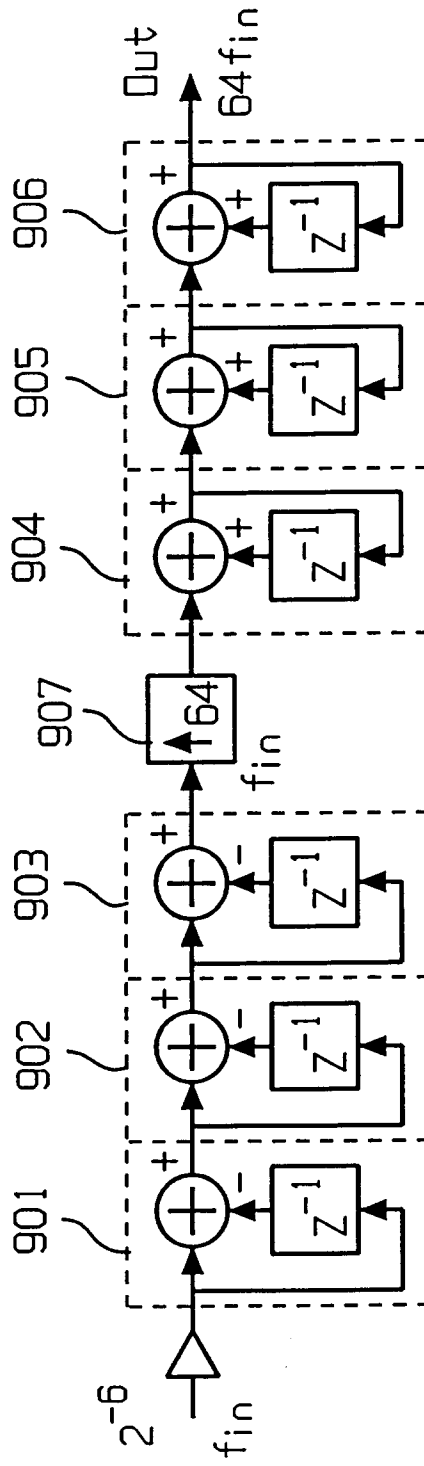 901 902 903 907 904 905 906
2⁻⁶
+ + + + + +
Out
f_in
- - -
f_in
↑ 64
+ + +
64f_in
z⁻¹ z⁻¹ z⁻¹ z⁻¹ z⁻¹ z⁻¹